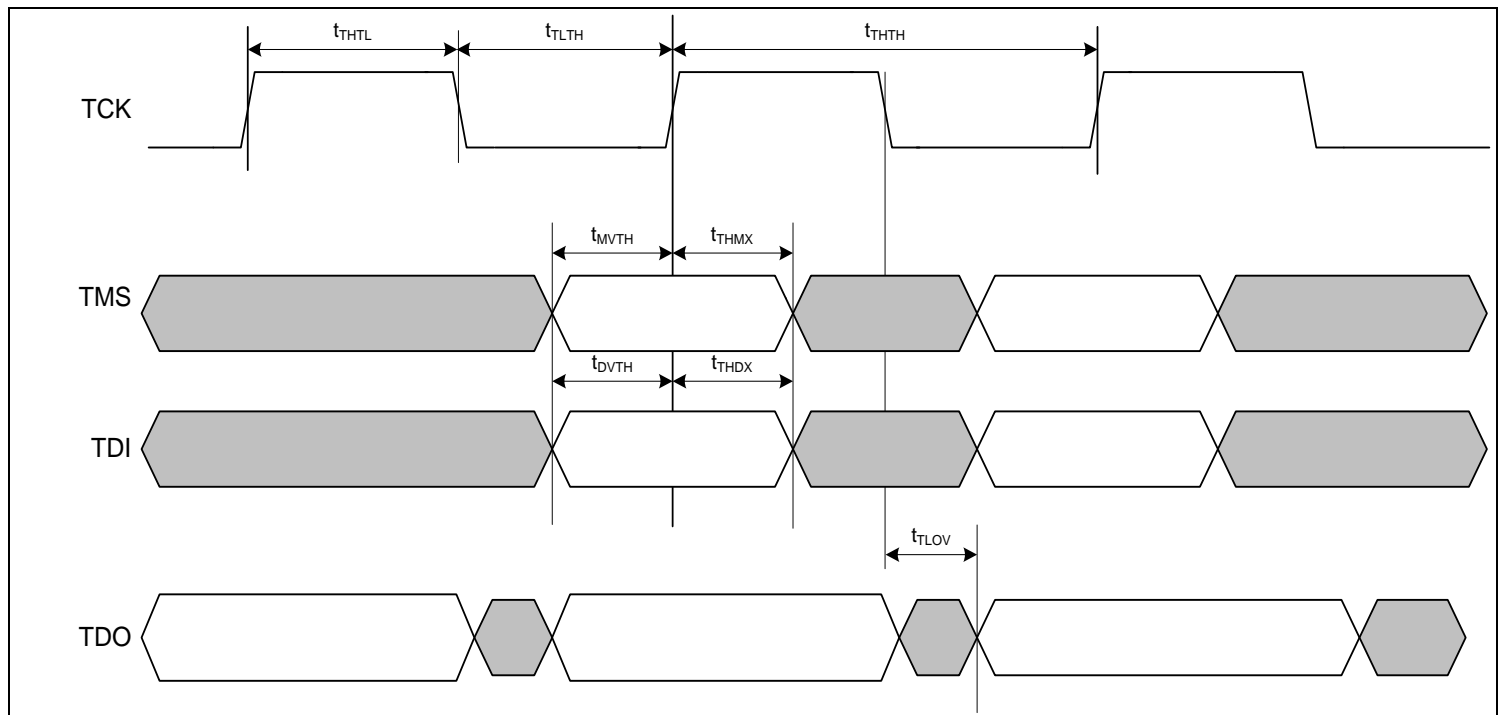 tTHTL tTLTH tTHTH
TCK
tMVTH tTHMX
TMS
tDVTH tTHDX
TDI
tTLOV
TDO